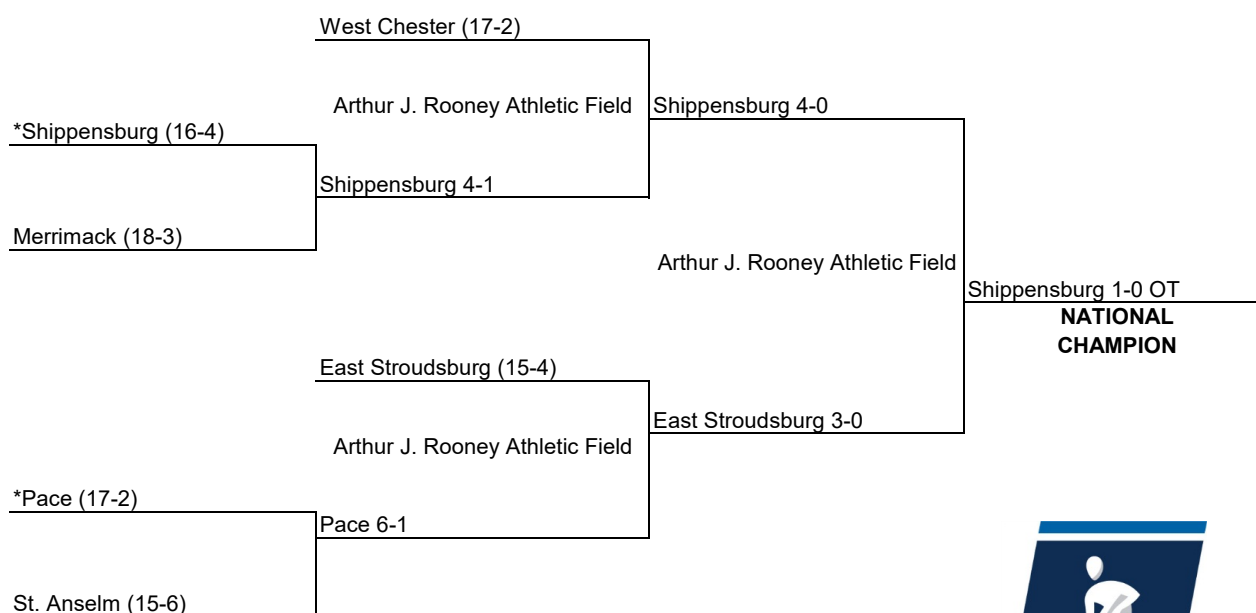 West Chester (17-2)
Arthur J. Rooney Athletic Field
Shippensburg 4-0
*Shippensburg (16-4)
Shippensburg 4-1
Merrimack (18-3)
Arthur J. Rooney Athletic Field
Shippensburg 1-0 OT
NATIONAL
CHAMPION
East Stroudsburg (15-4)
East Stroudsburg 3-0
Arthur J. Rooney Athletic Field
*Pace (17-2)
Pace 6-1
St. Anselm (15-6)